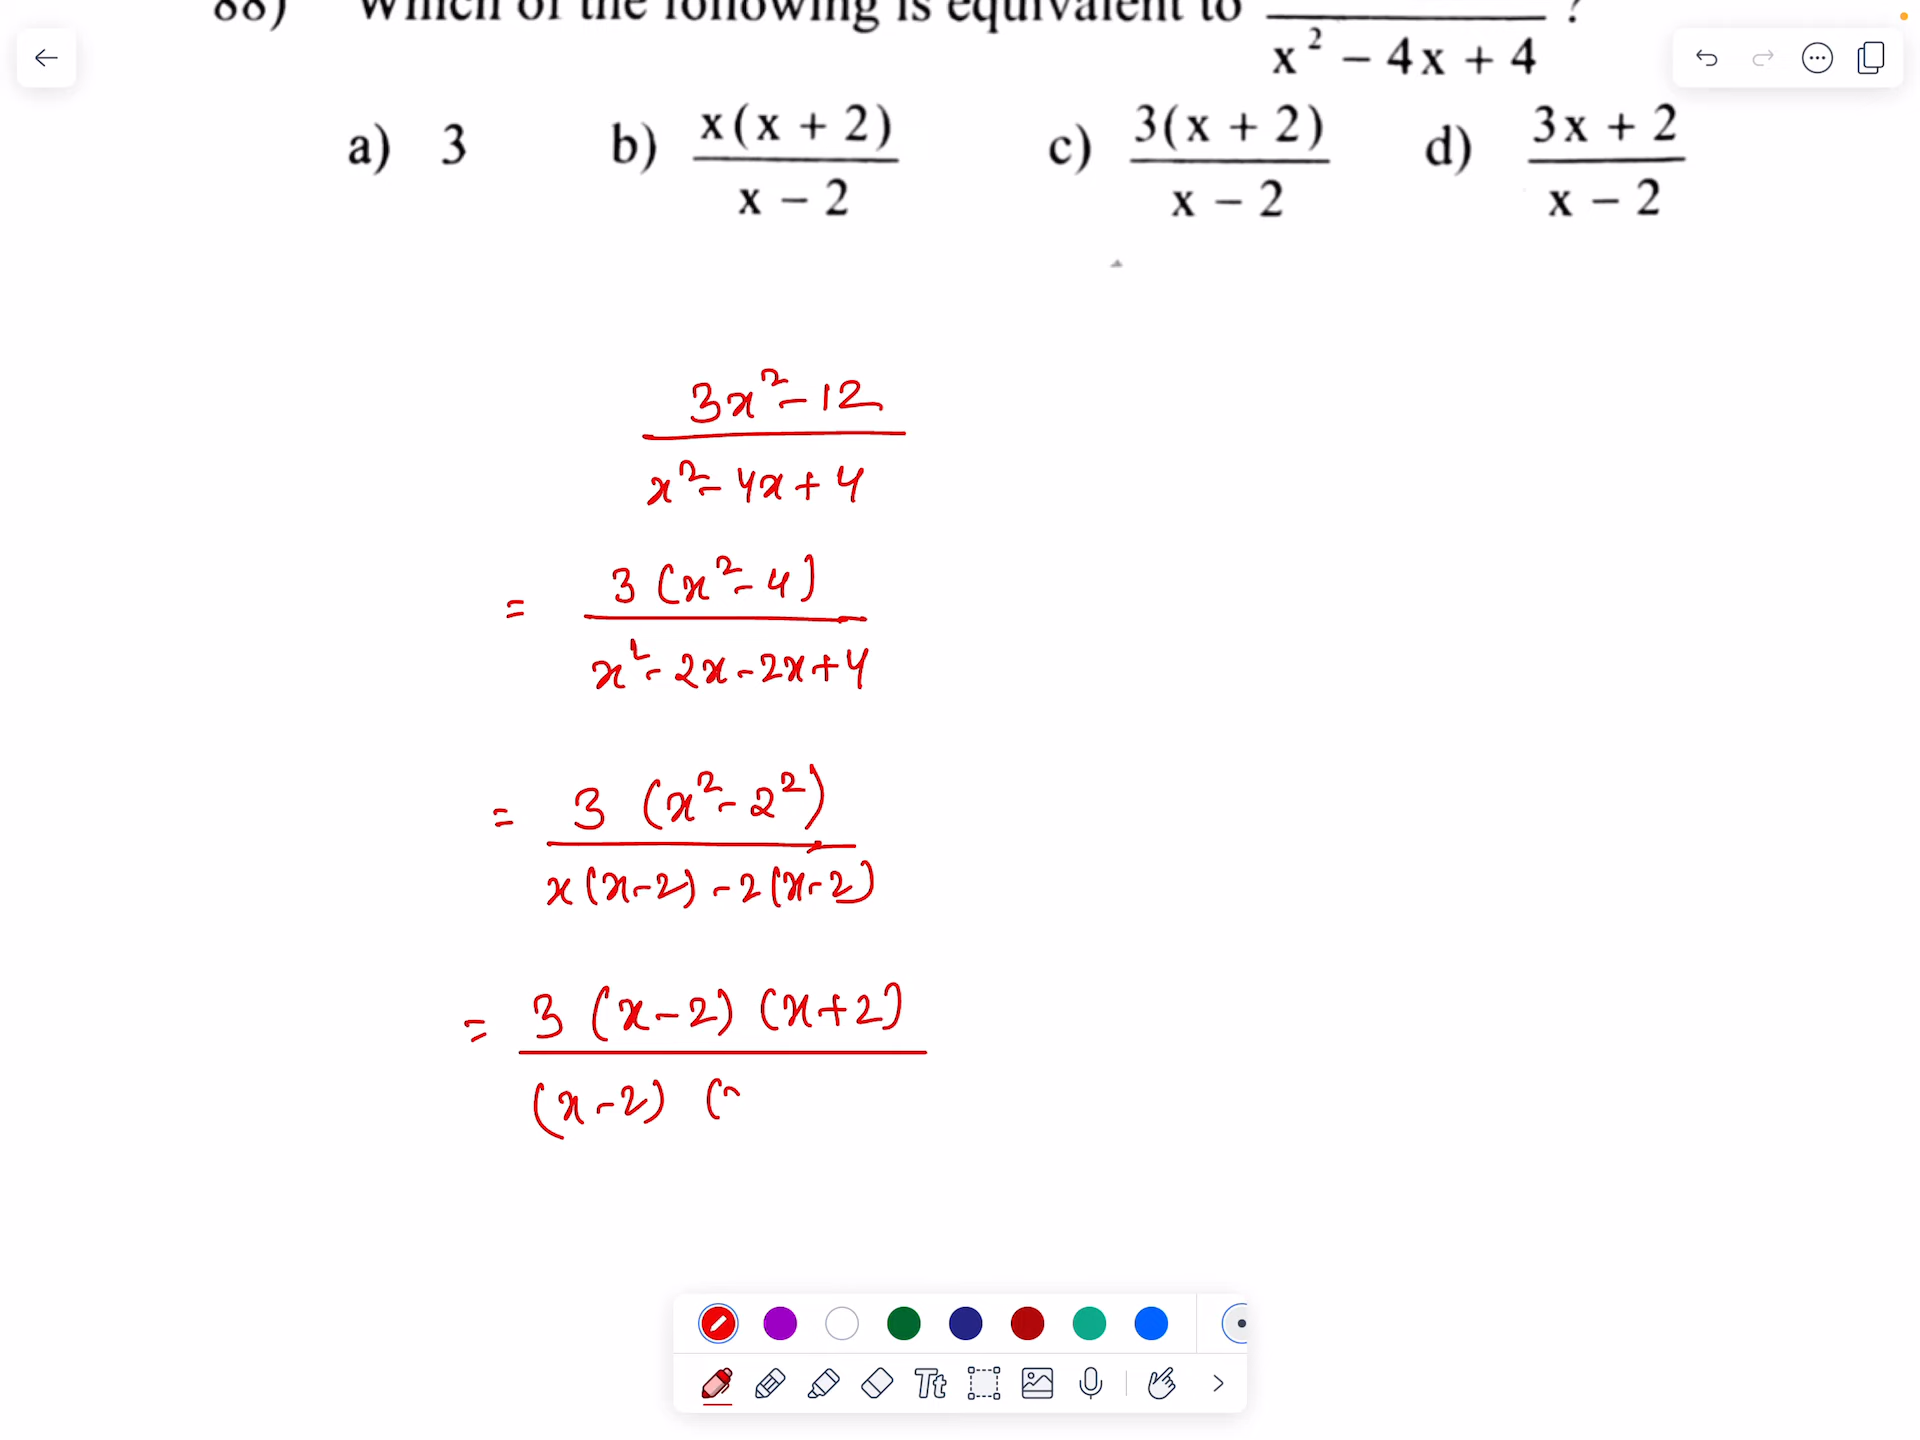 88) Which of the following is equivalent to ──── / x² − 4x + 4 ?
a) 3 b) x(x + 2) / x − 2 c) 3(x + 2) / x − 2 d) 3x + 2 / x − 2
3x² − 12
x² − 4x + 4
= 3 (x² − 4)
x² − 2x − 2x + 4
= 3 (x² − 2²)
x(x−2) − 2(x−2)
= 3 (x−2) (x+2)
(x−2) (
Tt